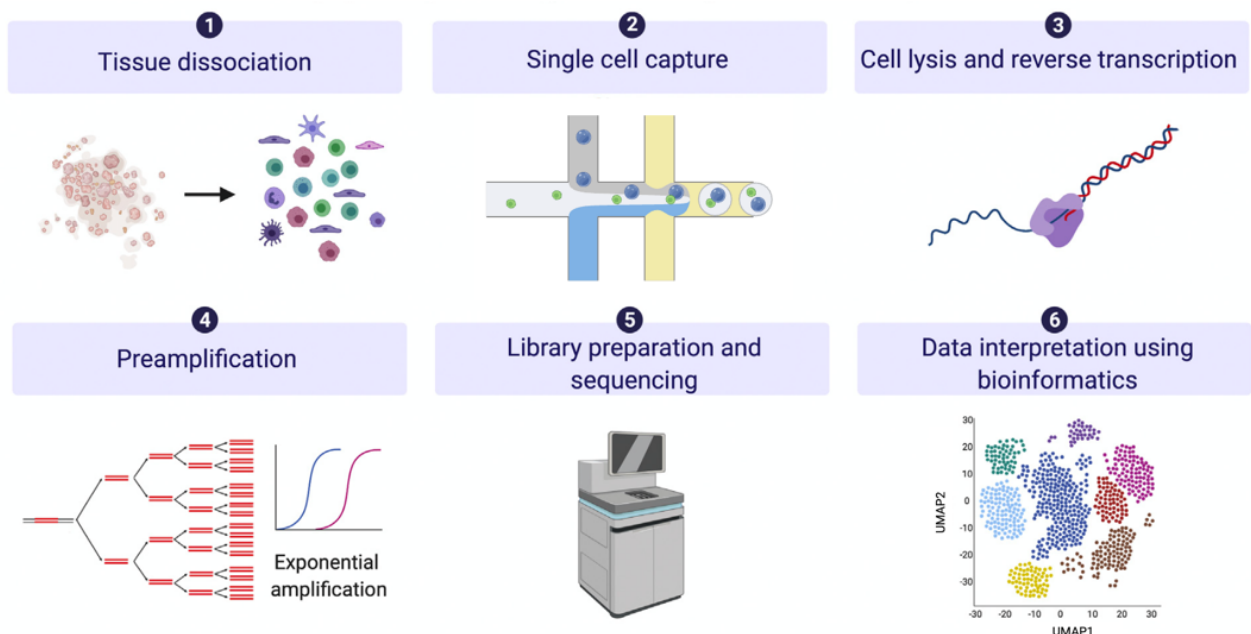 1
Tissue dissociation
2
Single cell capture
3
Cell lysis and reverse transcription
4
Preamplification
Exponential
amplification
5
Library preparation and
sequencing
6
Data interpretation using
bioinformatics
30
20
10
0
-10
-20
-30
UMAP2
-30 -20 -10 0 10 20 30
UMAP1